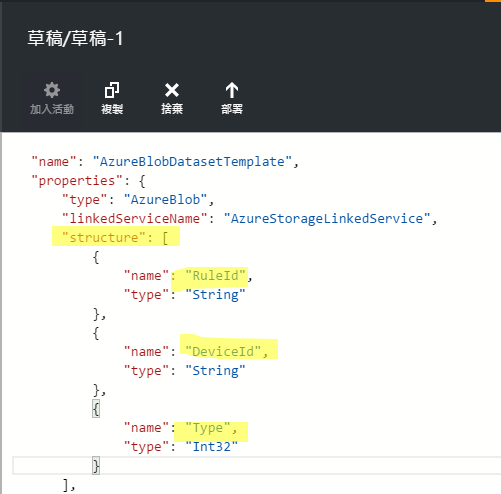 草稿/草稿-1
加入活動 複製 捨棄 部署
"name": "AzureBlobDatasetTemplate",
"properties": {
"type": "AzureBlob",
"linkedServiceName": "AzureStorageLinkedService",
"structure": [
{
"name": "RuleId",
"type": "String"
},
{
"name": "DeviceId",
"type": "String"
},
{
"name": "Type",
"type": "Int32"
}
],